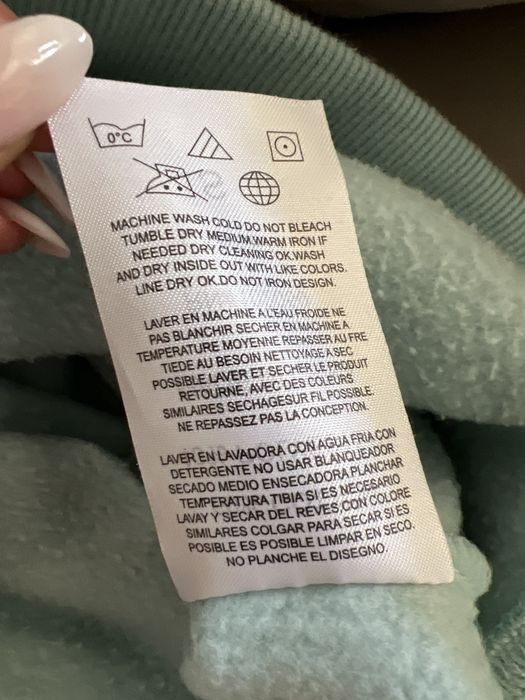 0°C
MACHINE WASH COLD DO NOT BLEACH
TUMBLE DRY MEDIUM.WARM IRON IF
NEEDED DRY CLEANING OK.WASH
AND DRY INSIDE OUT WITH LIKE COLORS.
LINE DRY OK.DO NOT IRON DESIGN.
LAVER EN MACHINE A L'EAU FROIDE NE
PAS BLANCHIR SECHER EN MACHINE A
TEMPERATURE MOYENNE REPASSER AU FRE
TIEDE AU BESOIN NETTOYAGE A SEC
POSSIBLE LAVER ET SECHER LE PRODUIT
RETOURNE, AVEC DES COLEURS
SIMILAIRES SECHAGESUR FIL POSSIBLE.
NE REPASSEZ PAS LA CONCEPTION.
LAVER EN LAVADORA CON AGUA FRIA CON
DETERGENTE NO USAR BLANQUEADOR
SECADO MEDIO ENSECADORA PLANCHAR
TEMPERATURA TIBIA SI ES NECESARIO
LAVAY Y SECAR DEL REVES ,CON COLORE
SIMILARES COLGAR PARA SECAR SI ES
POSIBLE ES POSIBLE LIMPAR EN SECO.
NO PLANCHE EL DISEGNO.